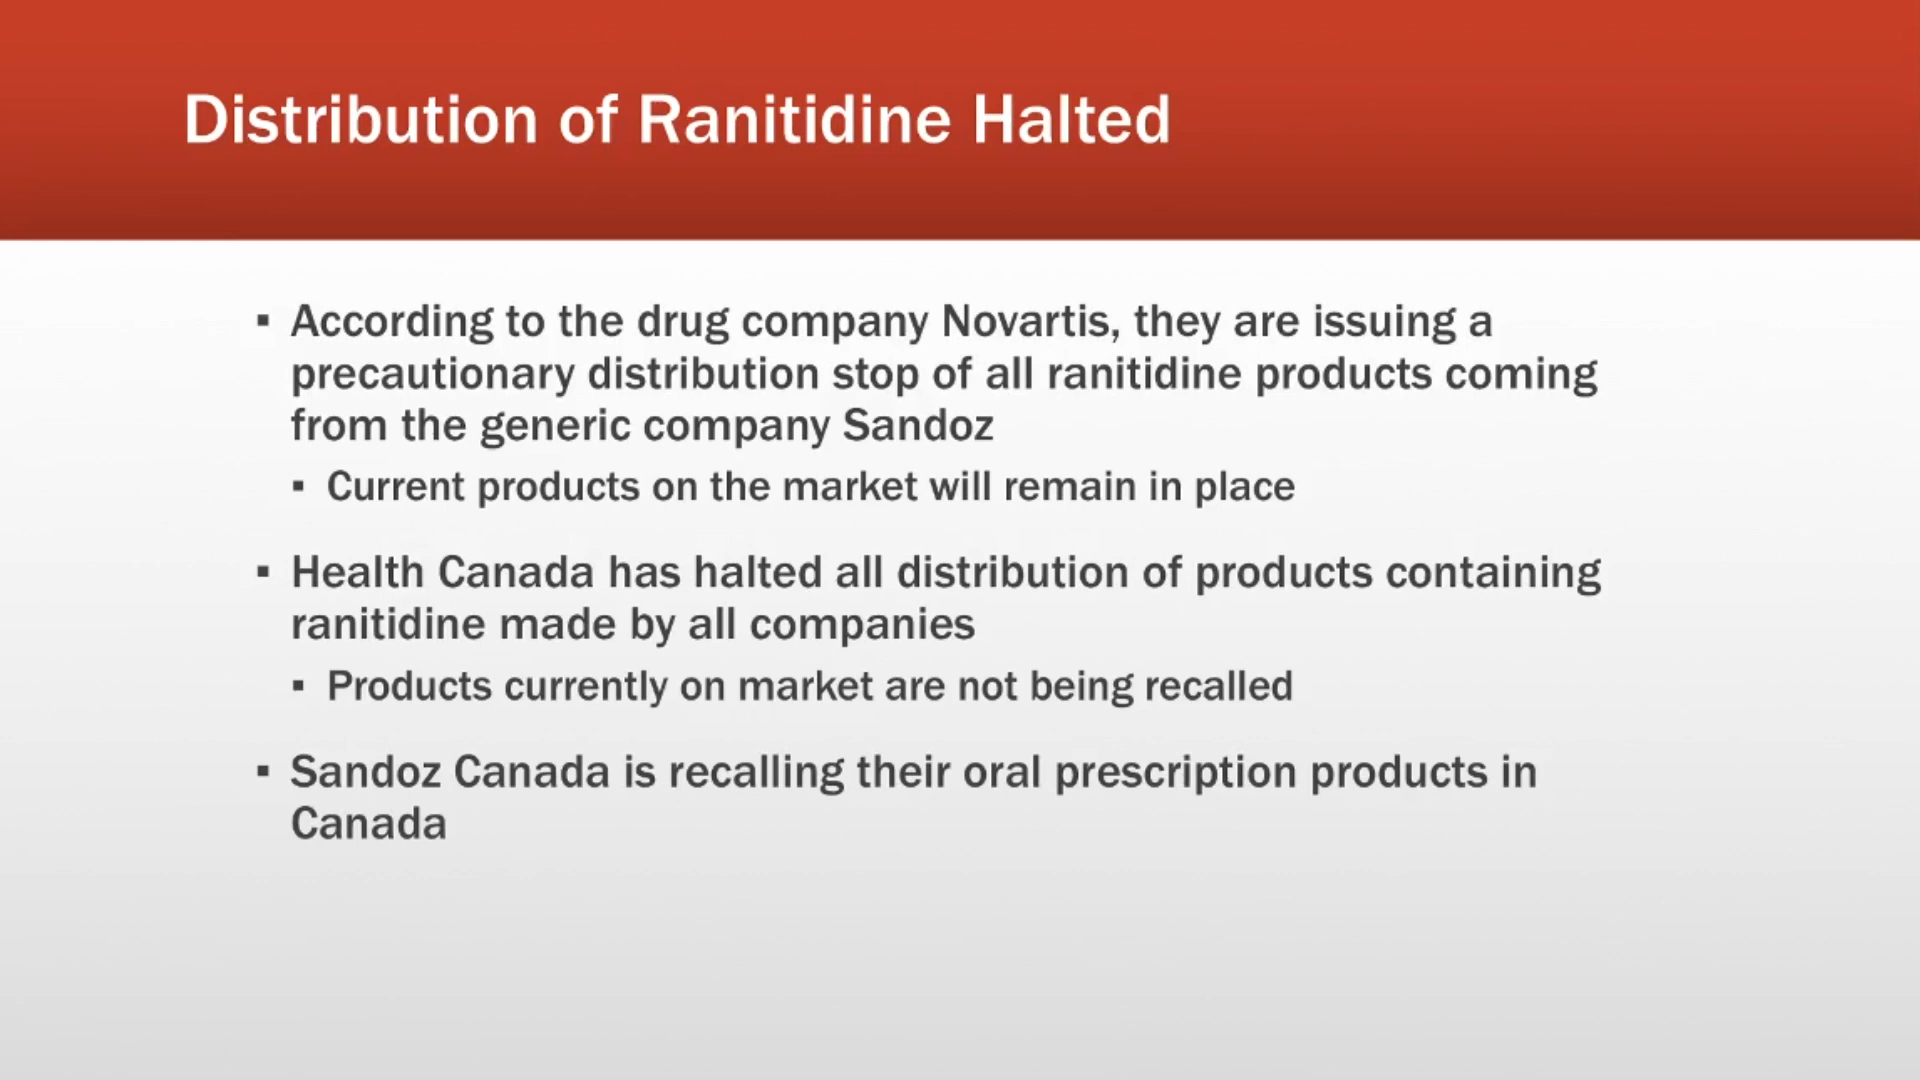 Distribution of Ranitidine Halted
▪ According to the drug company Novartis, they are issuing a
precautionary distribution stop of all ranitidine products coming
from the generic company Sandoz
▪ Current products on the market will remain in place
▪ Health Canada has halted all distribution of products containing
ranitidine made by all companies
▪ Products currently on market are not being recalled
▪ Sandoz Canada is recalling their oral prescription products in
Canada